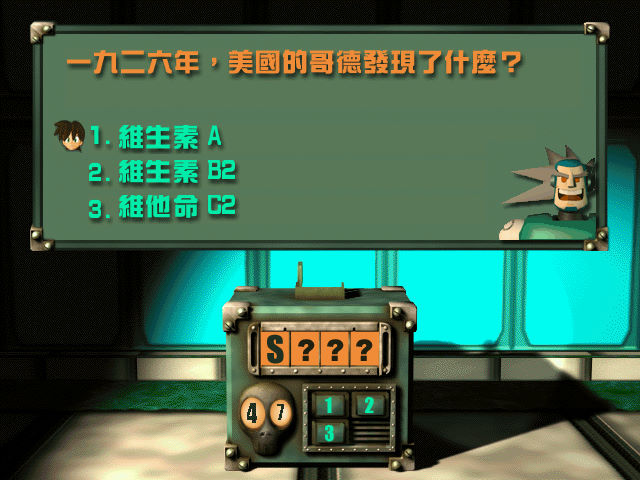 一九二六年，美國的哥德發現了什麼？
1. 維生素 A
2. 維生素 B2
3. 維他命 C2
S ? ? ?
4 7
1 2
3